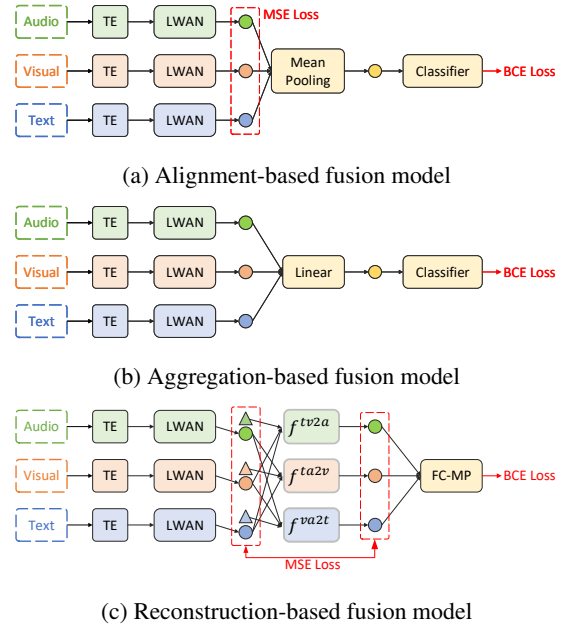 Audio TE LWAN MSE Loss
Visual TE LWAN Mean Pooling Classifier BCE Loss
Text TE LWAN
(a) Alignment-based fusion model
Audio TE LWAN
Visual TE LWAN Linear Classifier BCE Loss
Text TE LWAN
(b) Aggregation-based fusion model
Audio TE LWAN f^{tv2a}
Visual TE LWAN f^{ta2v} FC-MP BCE Loss
Text TE LWAN f^{va2t}
MSE Loss
(c) Reconstruction-based fusion model